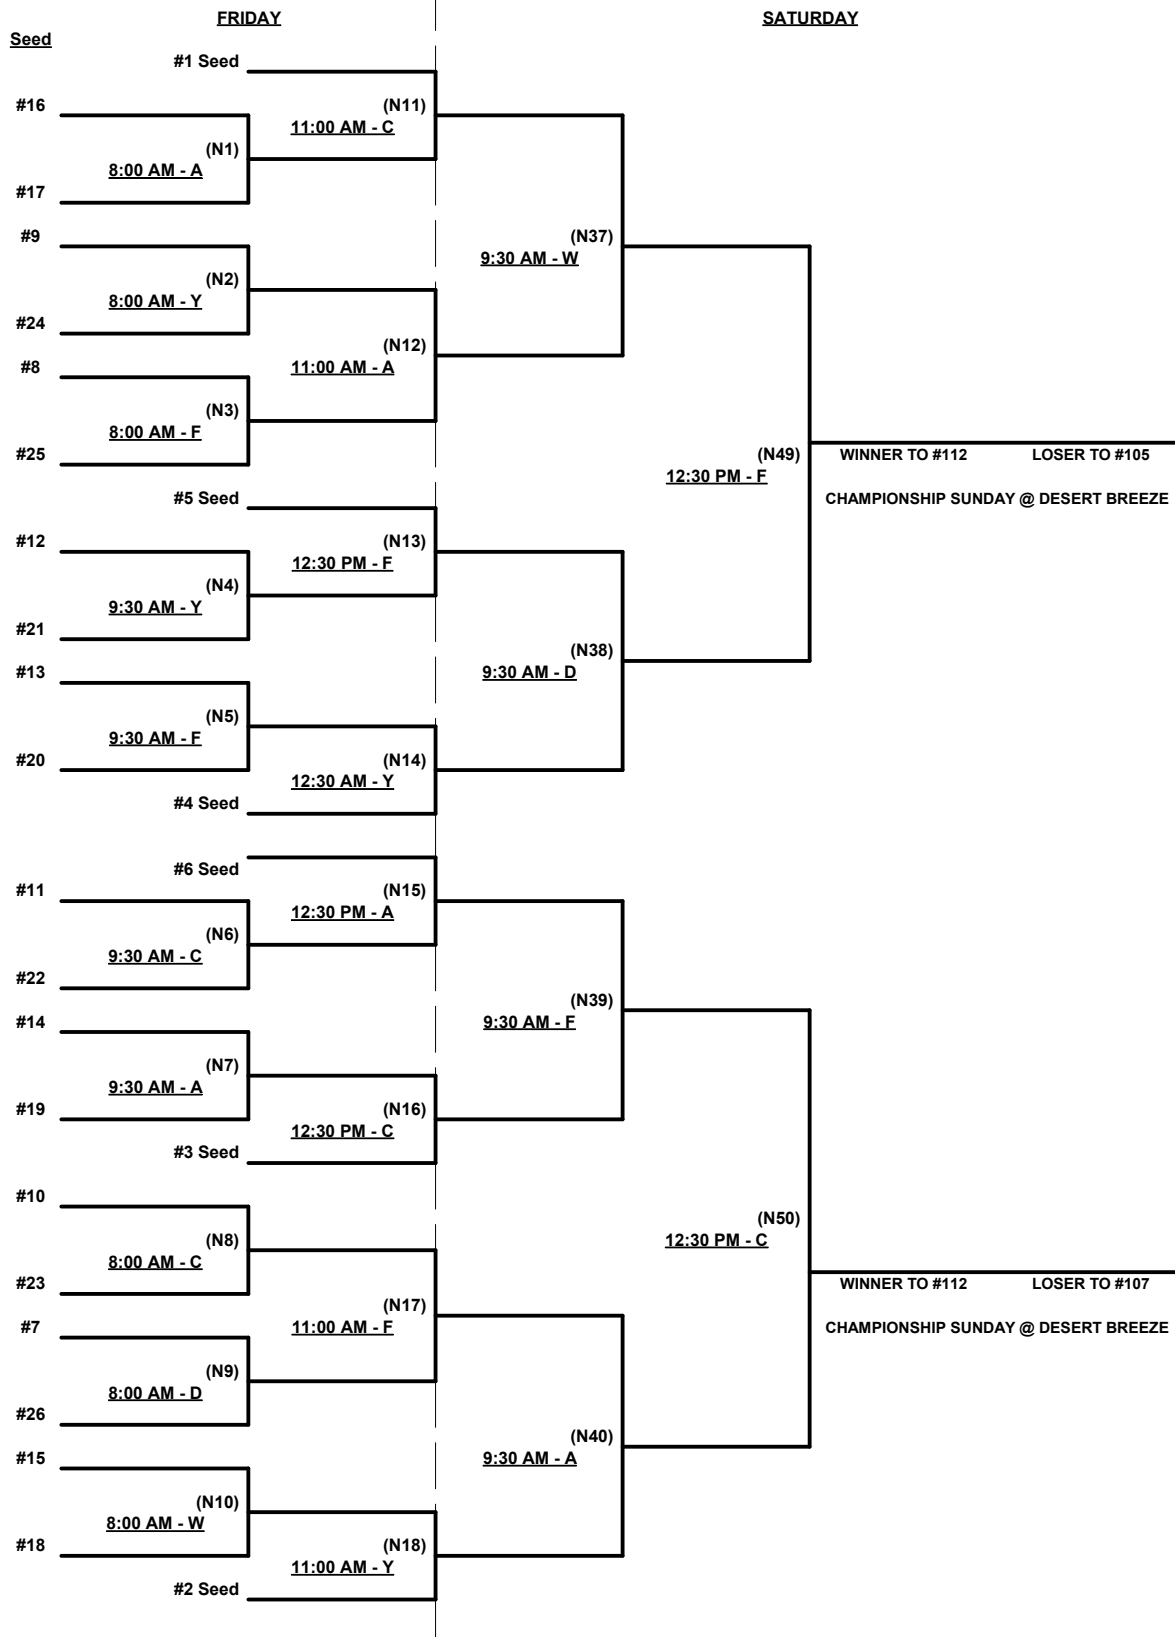 FRIDAY
SATURDAY
Seed
#1 Seed
#16
(N11)
11:00 AM - C
(N1)
8:00 AM - A
#17
#9
(N37)
9:30 AM - W
(N2)
8:00 AM - Y
#24
(N12)
11:00 AM - A
#8
(N3)
8:00 AM - F
#25
(N49)
12:30 PM - F
WINNER TO #112 LOSER TO #105
CHAMPIONSHIP SUNDAY @ DESERT BREEZE
#5 Seed
#12
(N13)
12:30 PM - F
(N4)
9:30 AM - Y
#21
(N38)
9:30 AM - D
#13
(N5)
9:30 AM - F
#20
(N14)
12:30 AM - Y
#4 Seed
#6 Seed
#11
(N15)
12:30 PM - A
(N6)
9:30 AM - C
#22
(N39)
9:30 AM - F
#14
(N7)
9:30 AM - A
#19
(N16)
12:30 PM - C
#3 Seed
#10
(N50)
12:30 PM - C
(N8)
8:00 AM - C
#23
WINNER TO #112 LOSER TO #107
CHAMPIONSHIP SUNDAY @ DESERT BREEZE
(N17)
11:00 AM - F
#7
(N9)
8:00 AM - D
#26
(N40)
9:30 AM - A
#15
(N10)
8:00 AM - W
#18
(N18)
11:00 AM - Y
#2 Seed